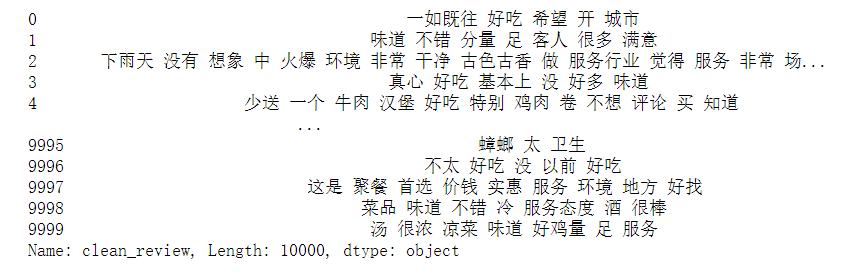 0 一如既往 好吃 希望 开 城市
1 味道 不错 分量 足 客人 很多 满意
2 下雨天 没有 想象 中 火爆 环境 非常 干净 古色古香 做 服务行业 觉得 服务 非常 场...
3 真心 好吃 基本上 没 好多 味道
4 少送 一个 牛肉 汉堡 好吃 特别 鸡肉 卷 不想 评论 买 知道
...
9995 蟑螂 太 卫生
9996 不太 好吃 没 以前 好吃
9997 这是 聚餐 首选 价钱 实惠 服务 环境 地方 好找
9998 菜品 味道 不错 冷 服务态度 酒 很棒
9999 汤 很浓 凉菜 味道 好鸡量 足 服务
Name: clean_review, Length: 10000, dtype: object